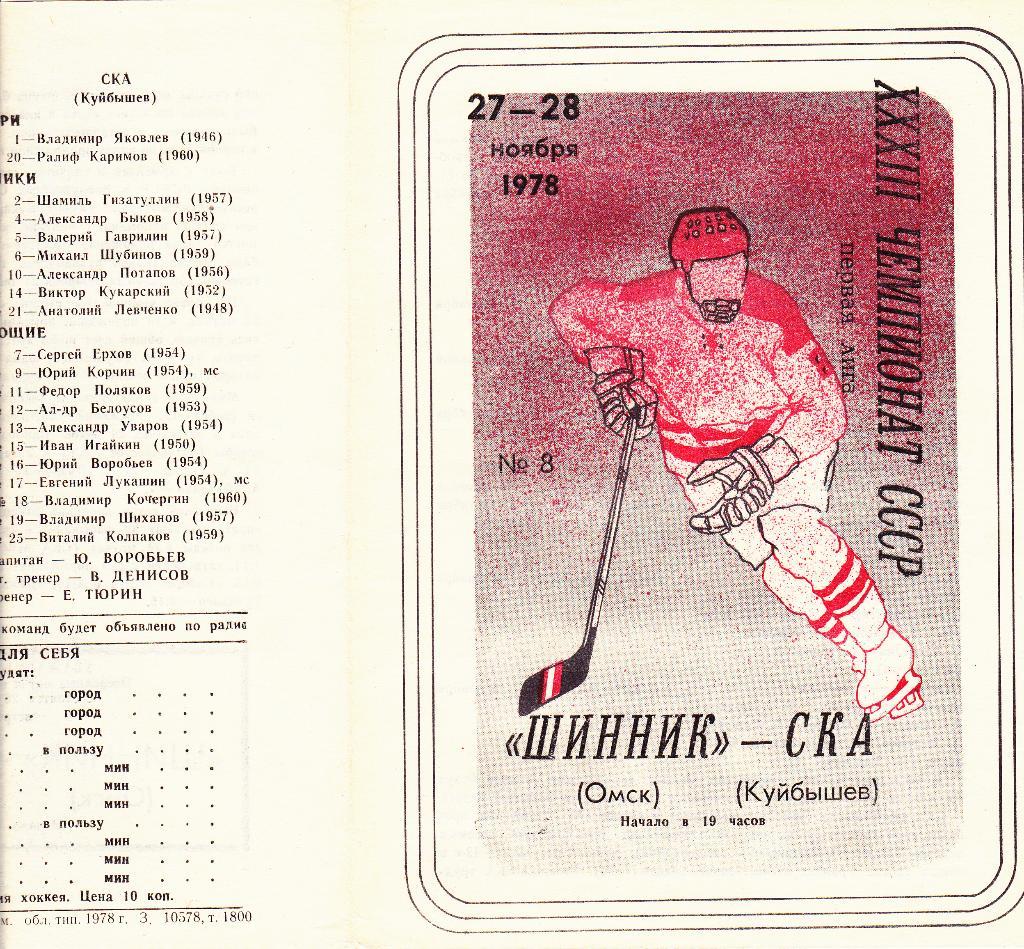 СКА
(Куйбышев)
РИ
1—Владимир Яковлев (1946)
20—Ралиф Каримов (1960)
ИКИ
2—Шамиль Гизатуллин (1957)
4—Александр Быков (1958)
5—Валерий Гаврилин (1957)
6—Михаил Шубинов (1959)
10—Александр Потапов (1956)
14—Виктор Кукарский (1952)
21—Анатолий Левченко (1948)
ЮЩИЕ
7—Сергей Ерхов (1954)
9—Юрий Корчин (1954), мс
11—Федор Поляков (1959)
12—Ал-др Белоусов (1953)
13—Александр Уваров (1954)
15—Иван Игайкин (1950)
16—Юрий Воробьев (1954)
17—Евгений Лукашин (1954), мс
№ 18—Владимир Кочергин (1960)
19—Владимир Шиханов (1957)
25—Виталий Колпаков (1959)
апитан — Ю. ВОРОБЬЕВ
т. тренер — В. ДЕНИСОВ
ренер — Е. ТЮРИН
команд будет объявлено по радио
ДЛЯ СЕБЯ
удят:
. . город . . . .
. . город . . . .
. . город . . . .
. в пользу . . . .
. . . мин . . .
. . . мин . . .
. . . мин . . .
. в пользу . . . .
. . . мин . . .
. . . мин . . .
. . . мин . . .
ия хоккея. Цена 10 коп.
м. обл. тип. 1978 г. З. 10578, т. 1800
27—28
ноября
1978
XXXIII ЧЕМПИОНАТ СССР
первая лига
№ 8
«ШИННИК» — СКА
(Омск) (Куйбышев)
Начало в 19 часов